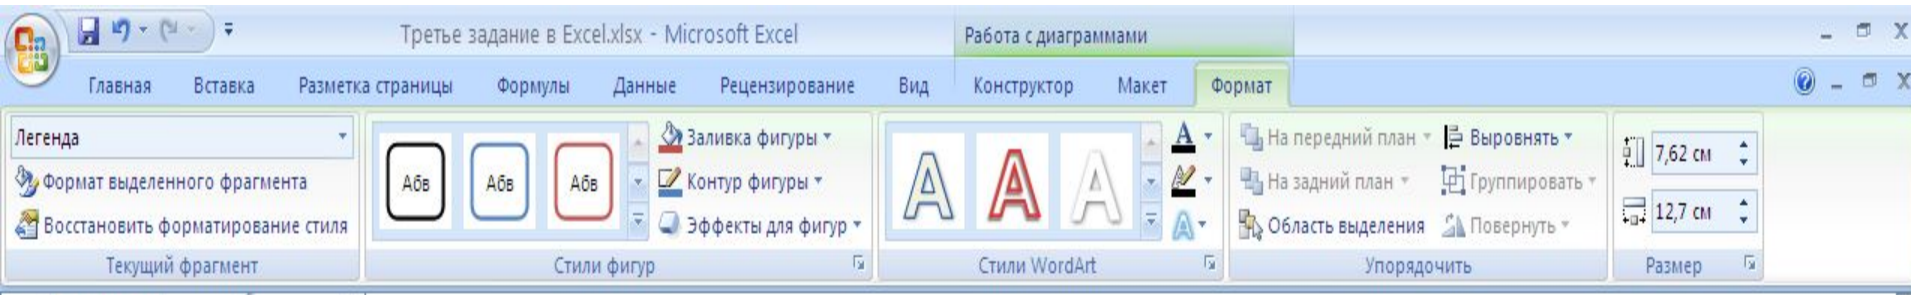 Третье задание в Excel.xlsx - Microsoft Excel
Работа с диаграммами
Главная Вставка Разметка страницы Формулы Данные Рецензирование Вид Конструктор Макет Формат
Легенда
Формат выделенного фрагмента
Восстановить форматирование стиля
Текущий фрагмент
Абв Абв Абв
Заливка фигуры
Контур фигуры
Эффекты для фигур
Стили фигур
A A A
A
A
Стили WordArt
На передний план
На задний план
Область выделения
Выровнять
Группировать
Повернуть
Упорядочить
7,62 см
12,7 см
Размер